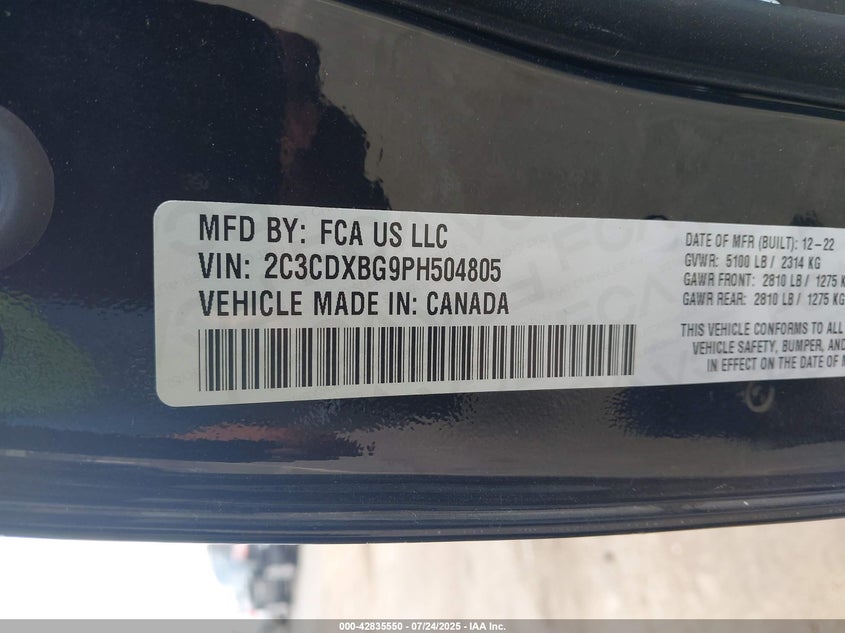 MFD BY: FCA US LLC
VIN: 2C3CDXBG9PH504805
VEHICLE MADE IN: CANADA
DATE OF MFR (BUILT): 12-22
GVWR: 5100 LB / 2314 KG
GAWR FRONT: 2810 LB / 1275 K
GAWR REAR: 2810 LB / 1275 KG
THIS VEHICLE CONFORMS TO ALL
VEHICLE SAFETY, BUMPER, AND
IN EFFECT ON THE DATE OF M
000-42835550 / 07/24/2025 - IAA Inc.